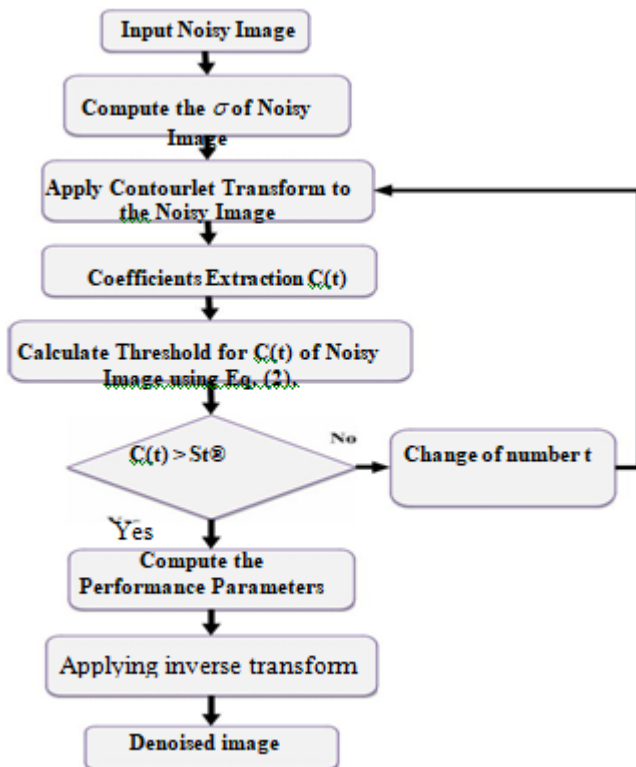 Input Noisy Image
Compute the σ of Noisy
Image
Apply Contourlet Transform to
the Noisy Image
Coefficients Extraction C(t)
Calculate Threshold for C(t) of Noisy
Image using Eq. (2).
C(t) > St®
No
Change of number t
Yes
Compute the
Performance Parameters
Applying inverse transform
Denoised image